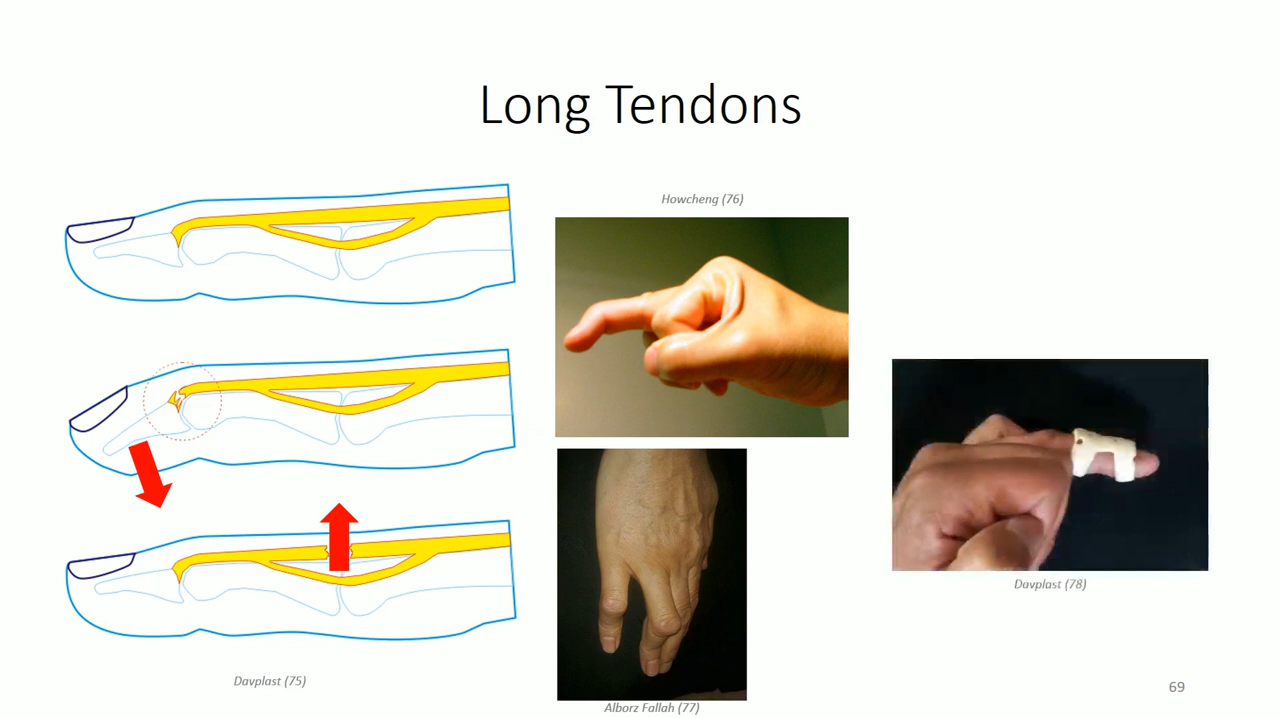 Long Tendons
Howcheng (76)
Davplast (78)
Davplast (75)
Alborz Fallah (77)
69